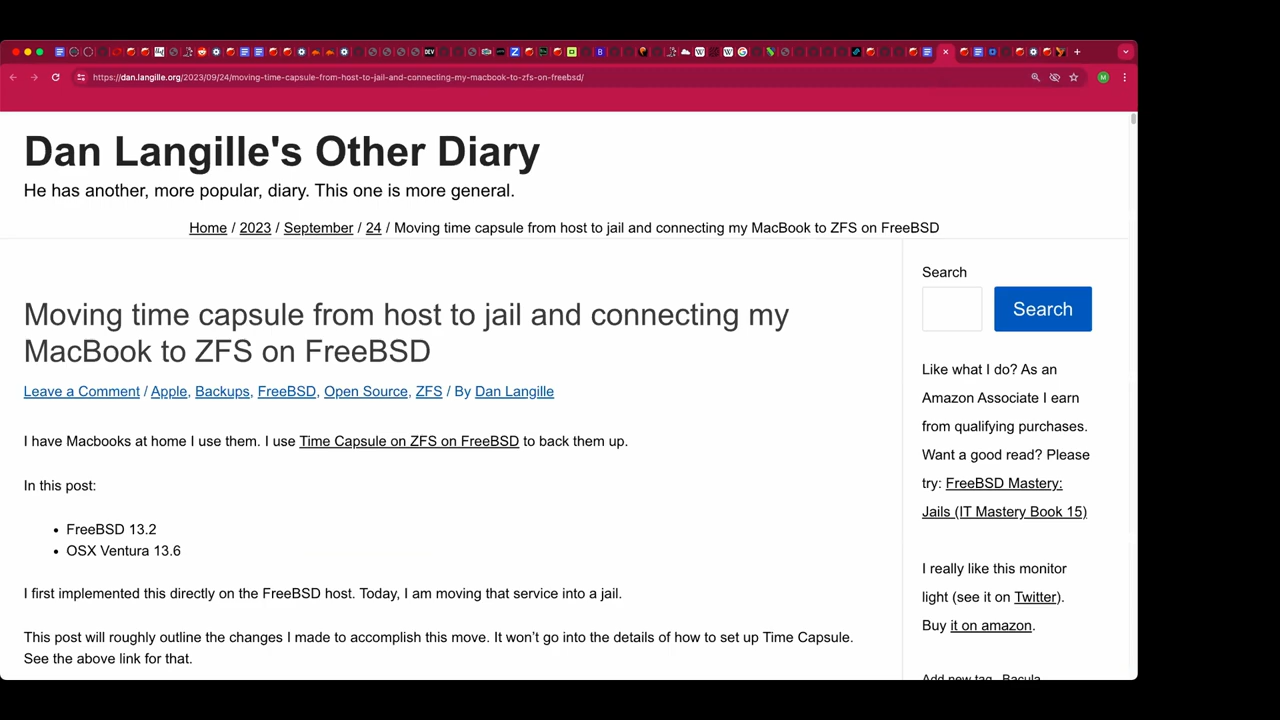 DEV
https://dan.langille.org/2023/09/24/moving-time-capsule-from-host-to-jail-and-connecting-my-macbook-to-zfs-on-freebsd/
M
Dan Langille's Other Diary
He has another, more popular, diary. This one is more general.
Home / 2023 / September / 24 / Moving time capsule from host to jail and connecting my MacBook to ZFS on FreeBSD
Moving time capsule from host to jail and connecting my
MacBook to ZFS on FreeBSD
Leave a Comment / Apple, Backups, FreeBSD, Open Source, ZFS / By Dan Langille
I have Macbooks at home I use them. I use Time Capsule on ZFS on FreeBSD to back them up.
In this post:
• FreeBSD 13.2
• OSX Ventura 13.6
I first implemented this directly on the FreeBSD host. Today, I am moving that service into a jail.
This post will roughly outline the changes I made to accomplish this move. It won't go into the details of how to set up Time Capsule.
See the above link for that.
Search
Search
Like what I do? As an
Amazon Associate I earn
from qualifying purchases.
Want a good read? Please
try: FreeBSD Mastery:
Jails (IT Mastery Book 15)
I really like this monitor
light (see it on Twitter).
Buy it on amazon.
Add new tag Bacula